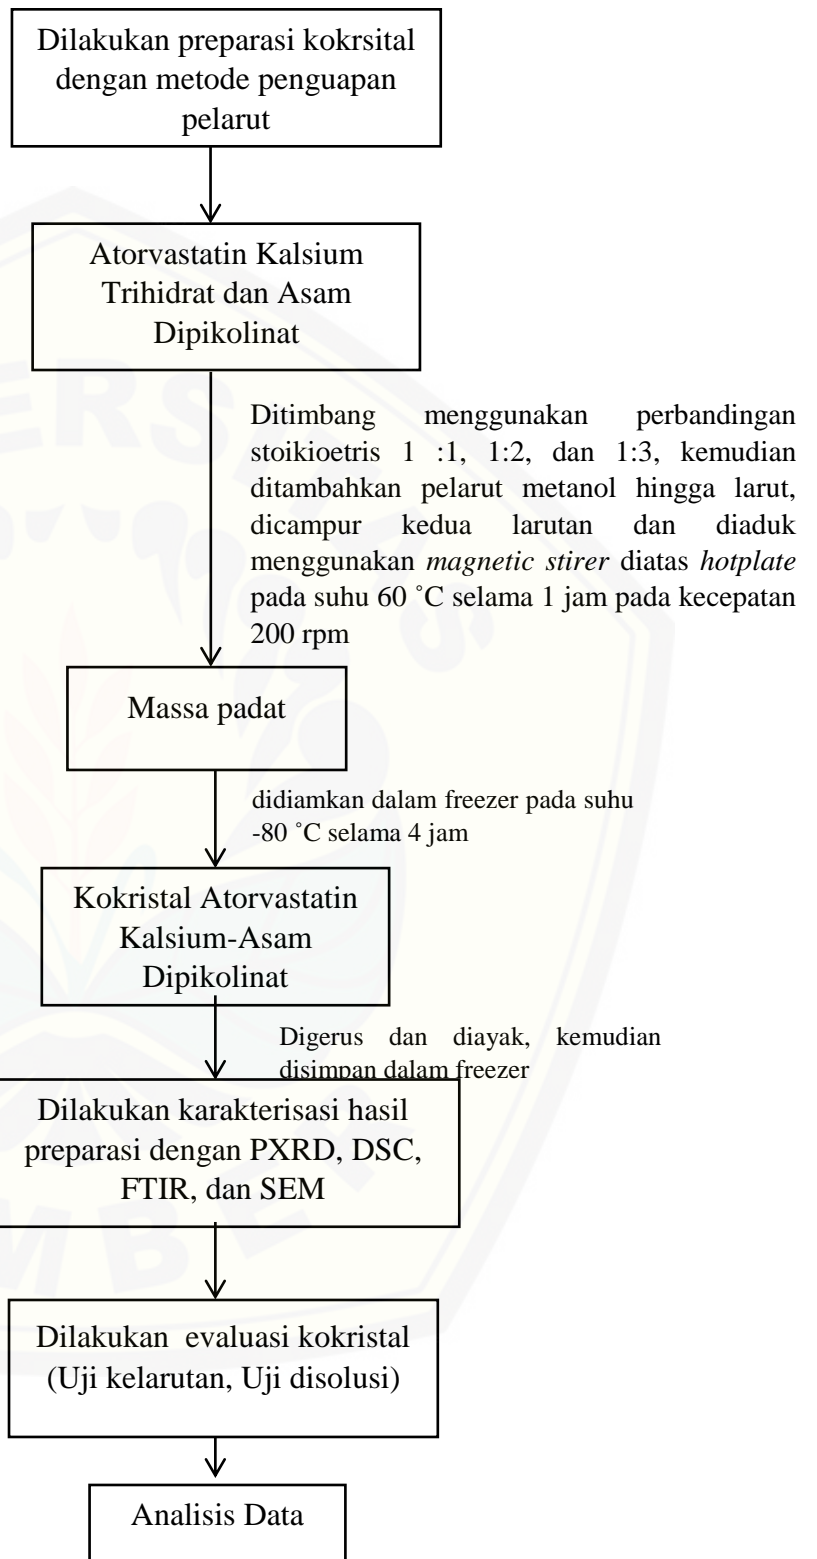 Dilakukan preparasi kokrsital
dengan metode penguapan
pelarut
Atorvastatin Kalsium
Trihidrat dan Asam
Dipikolinat
Ditimbang menggunakan perbandingan
stoikioetris 1 :1, 1:2, dan 1:3, kemudian
ditambahkan pelarut metanol hingga larut,
dicampur kedua larutan dan diaduk
menggunakan magnetic stirer diatas hotplate
pada suhu 60 ˚C selama 1 jam pada kecepatan
200 rpm
Massa padat
didiamkan dalam freezer pada suhu
-80 ˚C selama 4 jam
Kokristal Atorvastatin
Kalsium-Asam
Dipikolinat
Digerus dan diayak, kemudian
disimpan dalam freezer
Dilakukan karakterisasi hasil
preparasi dengan PXRD, DSC,
FTIR, dan SEM
Dilakukan evaluasi kokristal
(Uji kelarutan, Uji disolusi)
Analisis Data